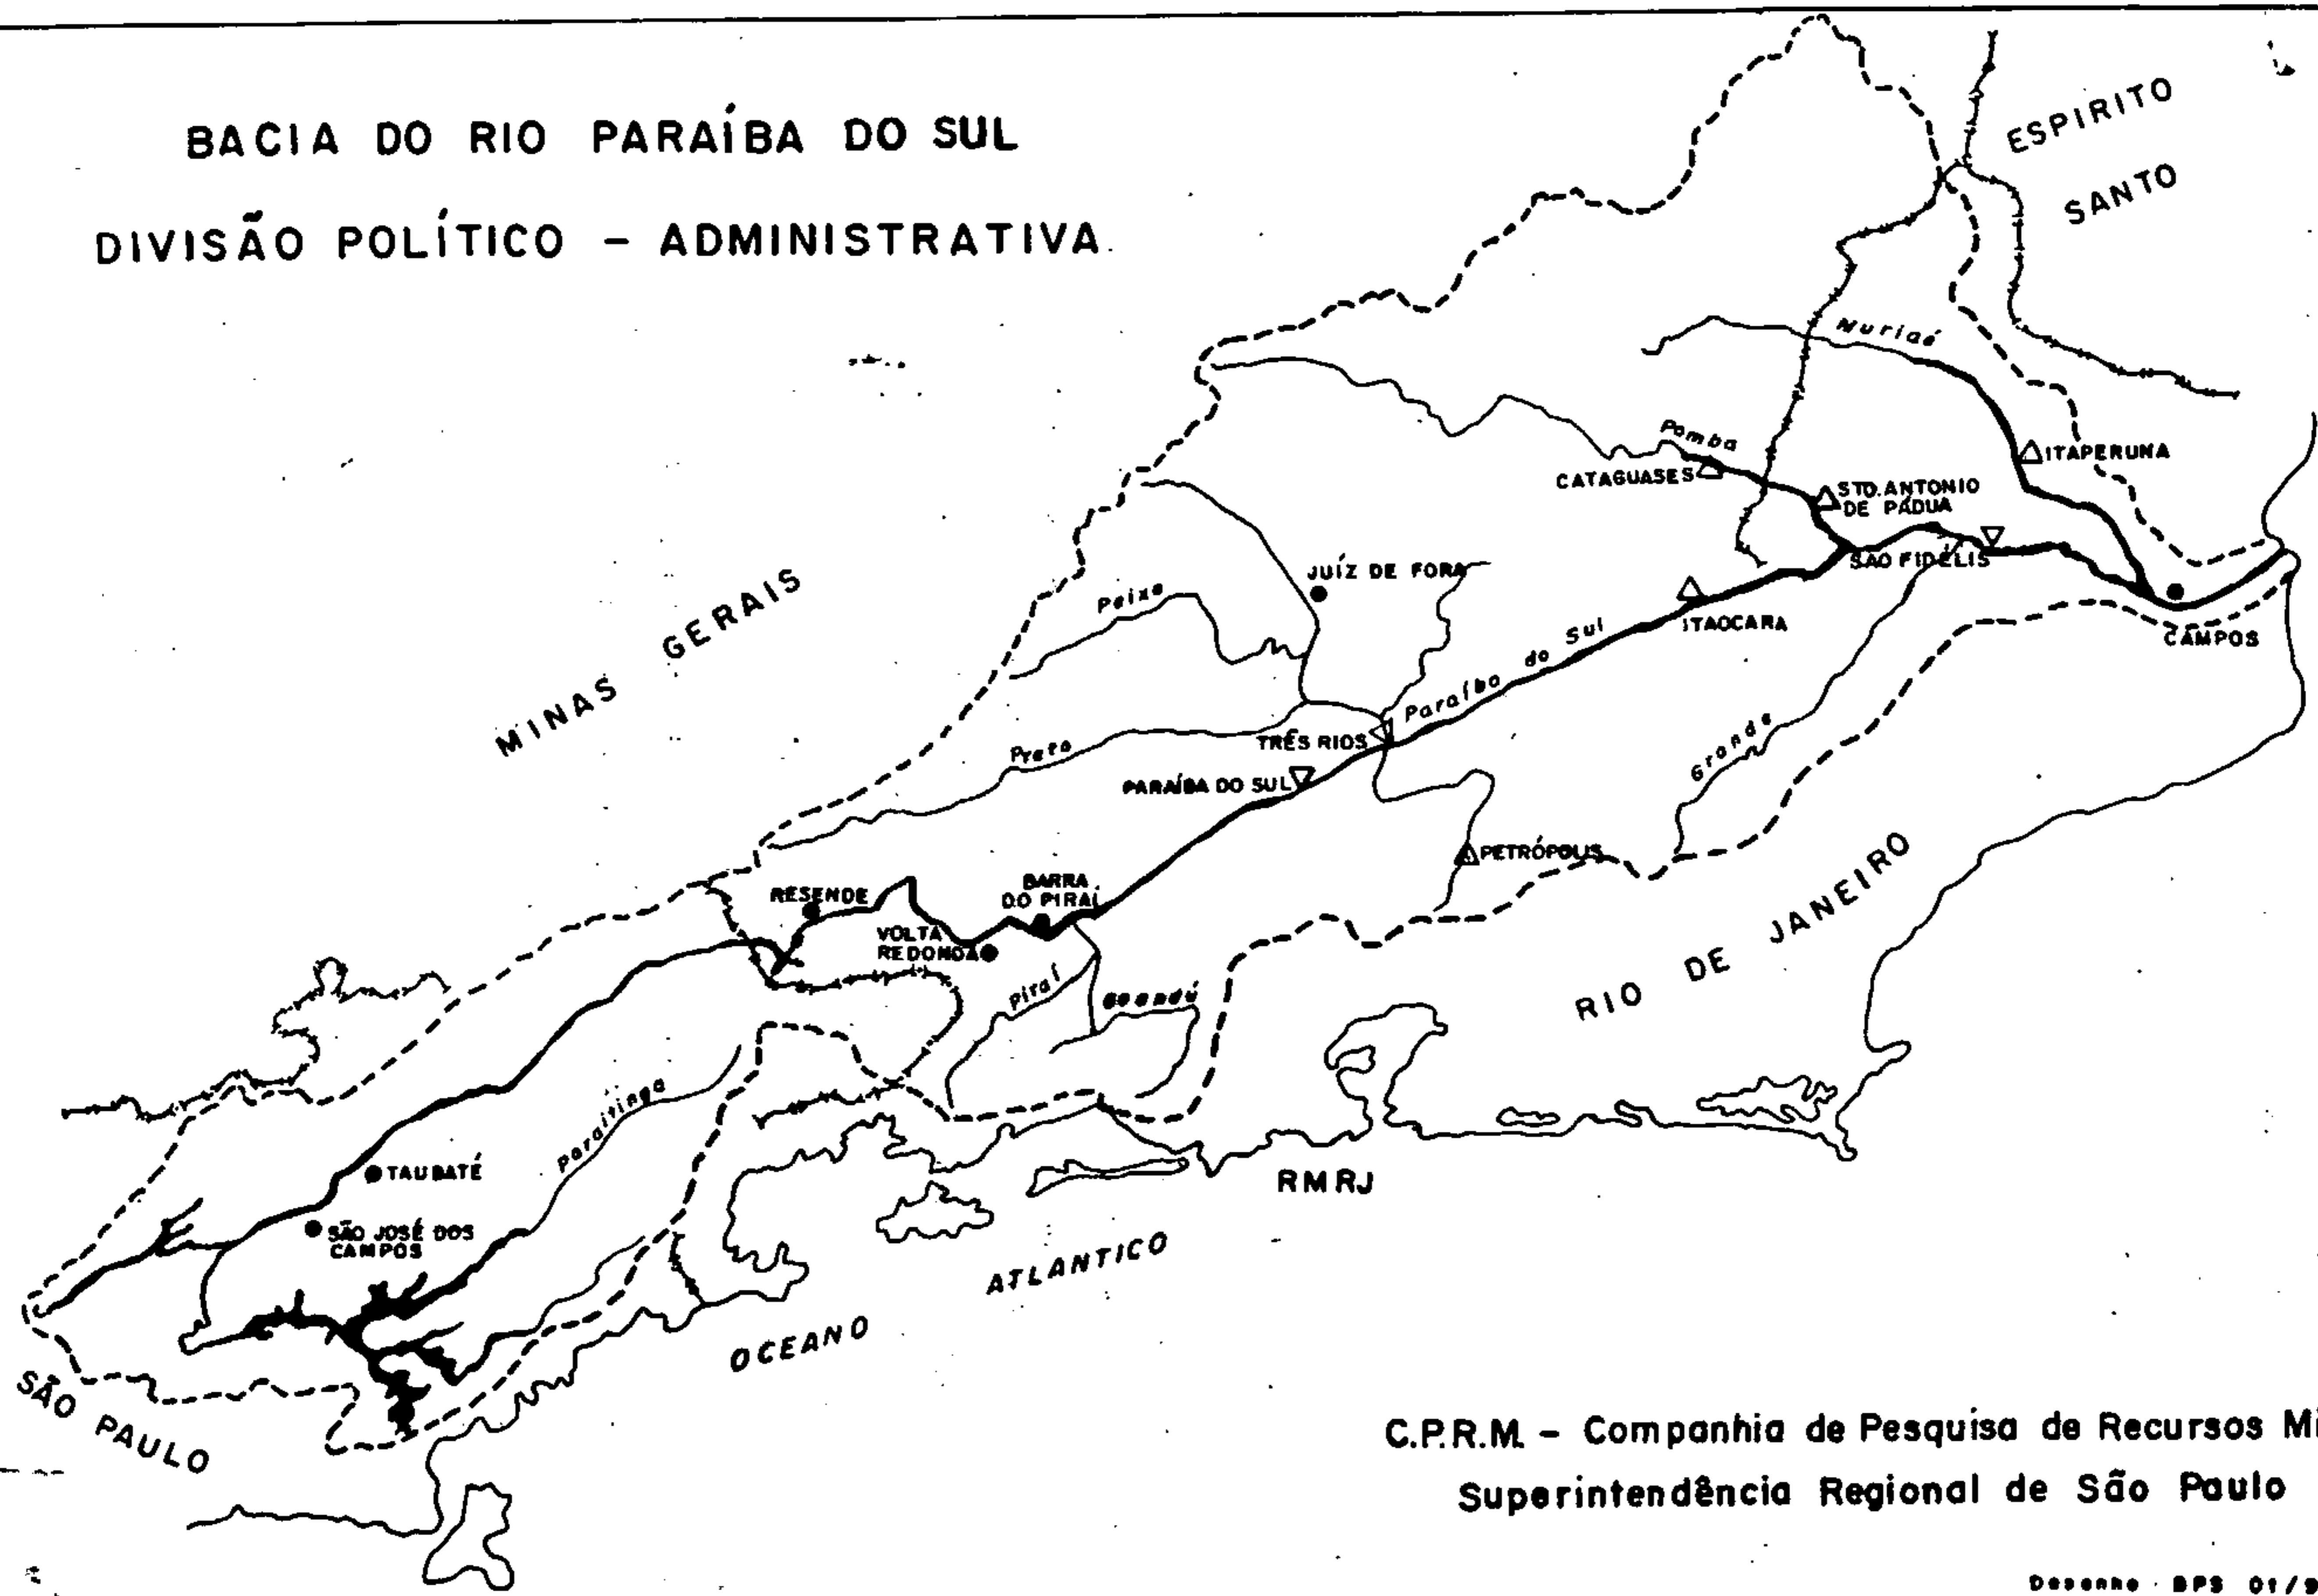 BACIA DO RIO PARAÍBA DO SUL
DIVISÃO POLÍTICO - ADMINISTRATIVA
ESPIRITO
SANTO
Muriaé
Pomba
CATAGUASES
ITAPERUNA
STO. ANTONIO
DE PÁDUA
SÃO FIDÉLIS
ITAOCARA
CAMPOS
JUÍZ DE FORA
Peixe
MINAS GERAIS
Paraíba do Sul
Preto
TRÊS RIOS
PARAÍBA DO SUL
Grande
PETRÓPOLIS
RESENDE
BARRA
DO PIRAÍ
VOLTA
REDONDA
Piraí
RIO DE JANEIRO
Paraitinga
TAUBATÉ
SÃO JOSÉ DOS
CAMPOS
RMRJ
OCEANO ATLANTICO
SÃO PAULO
C.P.R.M. - Companhia de Pesquisa de Recursos
Superintendência Regional de São Paulo
Desenho BPS